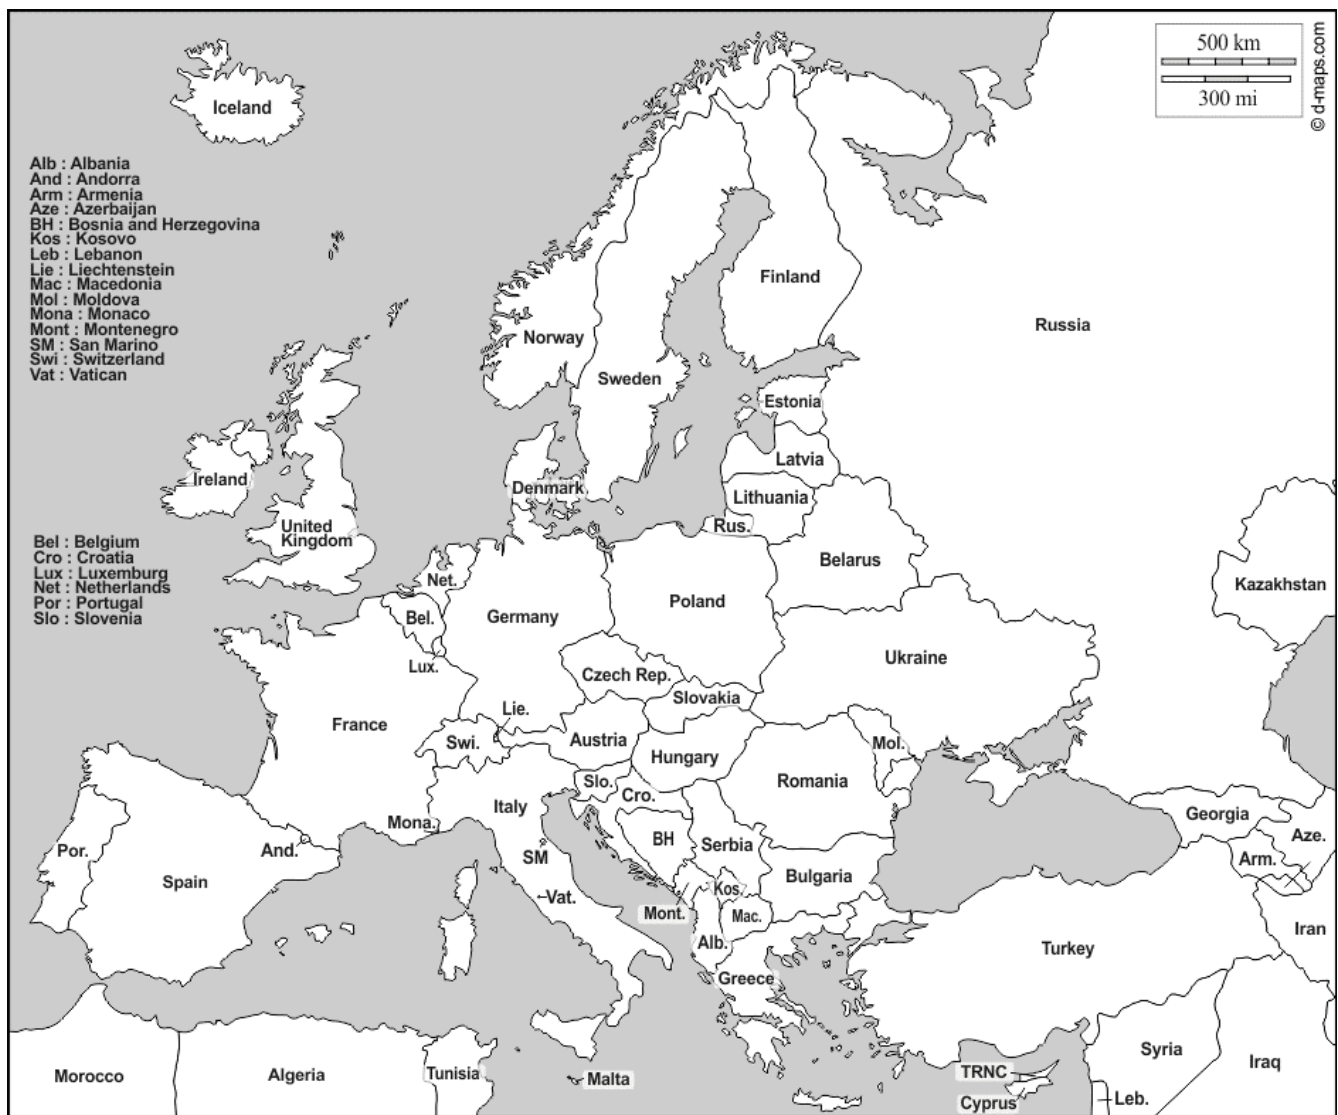 500 km
300 mi
© d-maps.com
Iceland
Alb : Albania
And : Andorra
Arm : Armenia
Aze : Azerbaijan
BH : Bosnia and Herzegovina
Kos : Kosovo
Leb : Lebanon
Lie : Liechtenstein
Mac : Macedonia
Mol : Moldova
Mona : Monaco
Mont : Montenegro
SM : San Marino
Swi : Switzerland
Vat : Vatican
Finland
Russia
Norway
Sweden
Estonia
Latvia
Ireland
Denmark
Lithuania
United
Kingdom
Rus.
Bel : Belgium
Cro : Croatia
Lux : Luxemburg
Net : Netherlands
Por : Portugal
Slo : Slovenia
Belarus
Net.
Kazakhstan
Poland
Bel.
Germany
Ukraine
Lux.
Czech Rep.
Slovakia
Lie.
France
Swi.
Austria
Mol.
Hungary
Slo.
Romania
Cro.
Italy
Georgia
Mona.
Aze.
BH
Serbia
And.
Por.
SM
Arm.
Spain
Bulgaria
Kos.
Vat.
Mont.
Mac.
Iran
Alb.
Turkey
Greece
Syria
Iraq
Morocco
Algeria
Tunisia
Malta
TRNC
Cyprus
Leb.